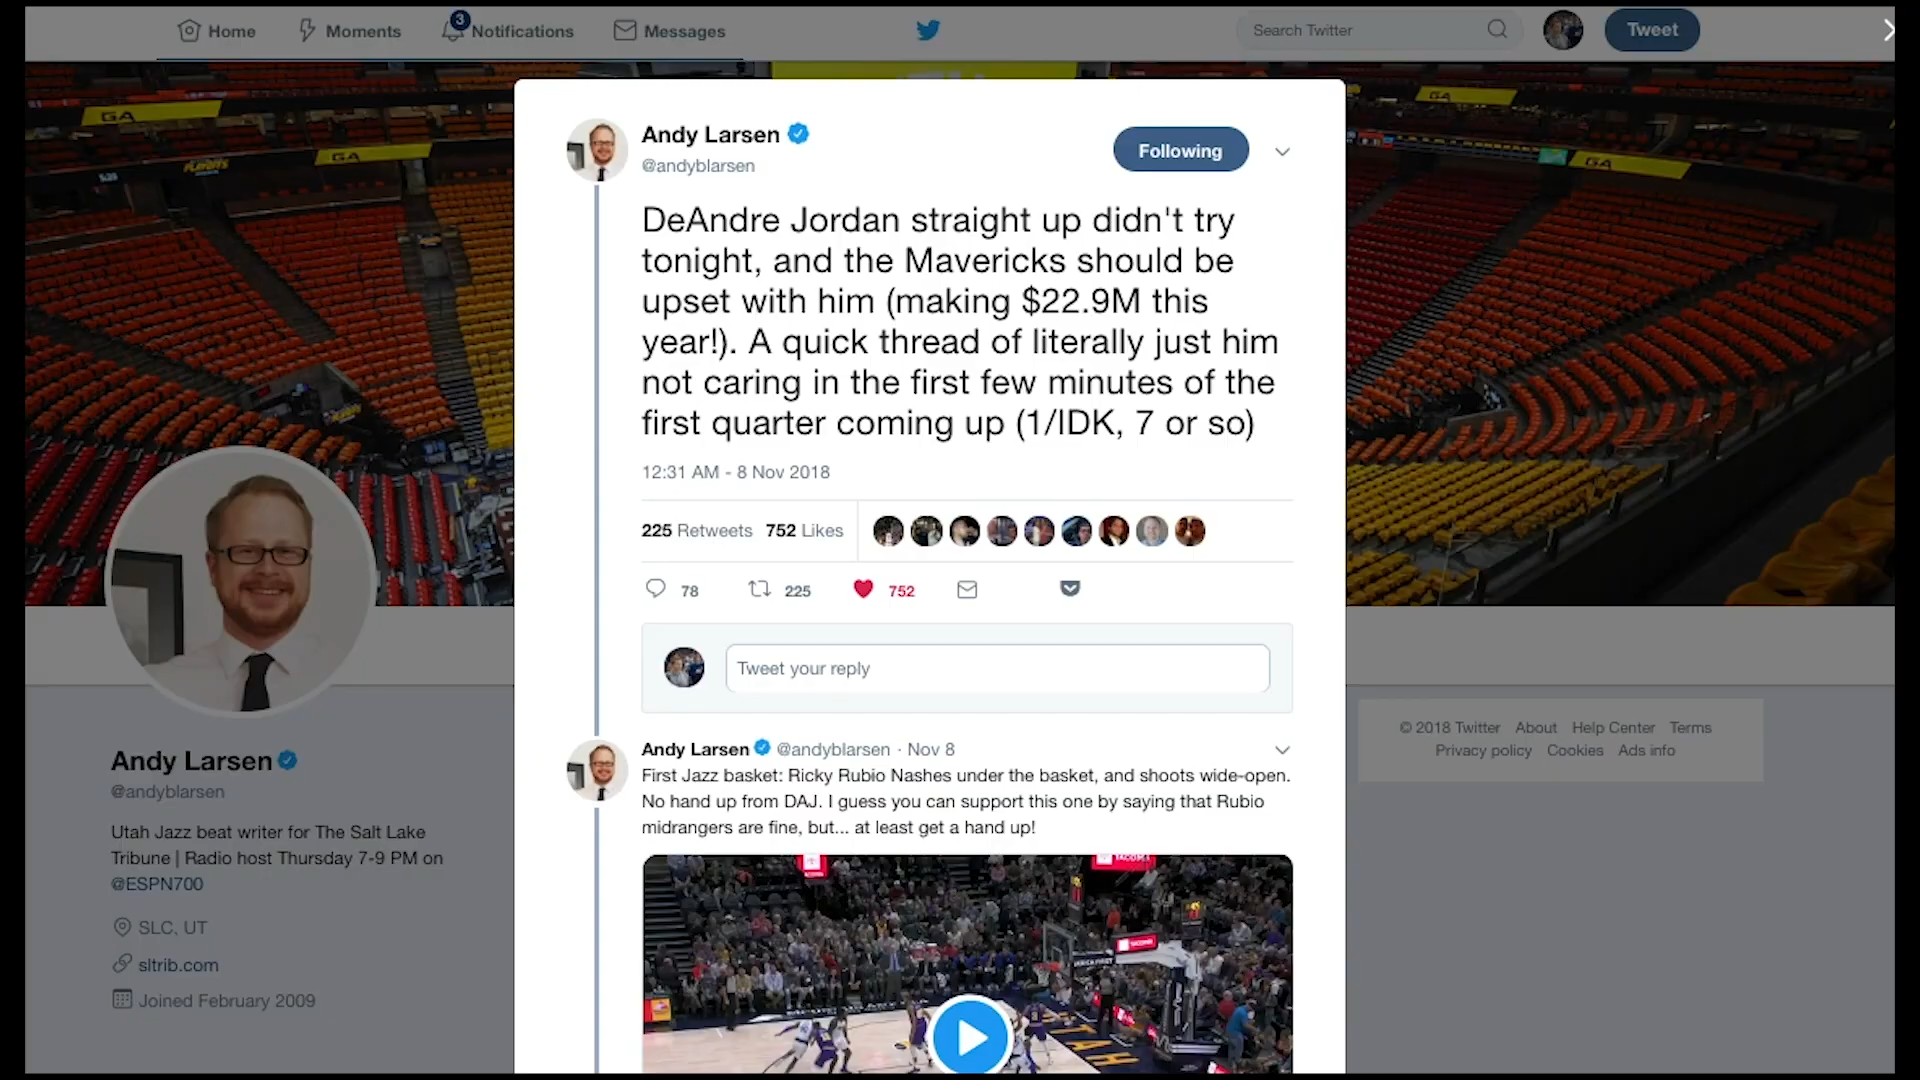 Home
Moments
3
Notifications
Messages
Search Twitter
Tweet
GA
GA
GA
GA
PLAYOFFS
Andy Larsen
@andyblarsen
Following
DeAndre Jordan straight up didn't try
tonight, and the Mavericks should be
upset with him (making $22.9M this
year!). A quick thread of literally just him
not caring in the first few minutes of the
first quarter coming up (1/IDK, 7 or so)
12:31 AM - 8 Nov 2018
225 Retweets 752 Likes
78
225
752
Tweet your reply
Andy Larsen @andyblarsen · Nov 8
First Jazz basket: Ricky Rubio Nashes under the basket, and shoots wide-open.
No hand up from DAJ. I guess you can support this one by saying that Rubio
midrangers are fine, but... at least get a hand up!
UTAH
Andy Larsen
@andyblarsen
Utah Jazz beat writer for The Salt Lake
Tribune | Radio host Thursday 7-9 PM on
@ESPN700
SLC, UT
sltrib.com
Joined February 2009
© 2018 Twitter About Help Center Terms
Privacy policy Cookies Ads info